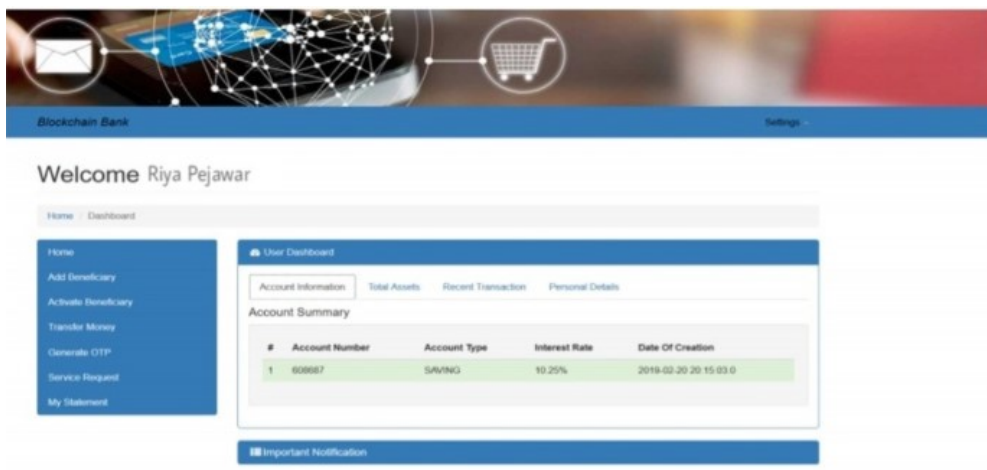 Blockchain Bank
Settings
Welcome Riya Pejawar
Home / Dashboard
Home
Add Beneficiary
Activate Beneficiary
Transfer Money
Generate OTP
Service Request
My Statement
User Dashboard
Account Information Total Assets Recent Transaction Personal Details
Account Summary
# Account Number Account Type Interest Rate Date Of Creation
1 608687 SAVING 10.25% 2019-02-20 20:15:03.0
Important Notification